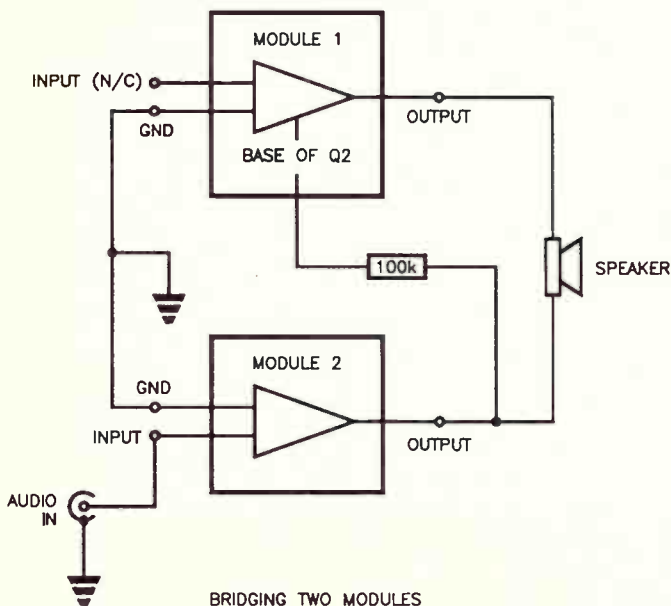 MODULE 1
INPUT (N/C)
GND
OUTPUT
BASE OF Q2
100k
SPEAKER
MODULE 2
GND
INPUT
OUTPUT
AUDIO
IN
BRIDGING TWO MODULES